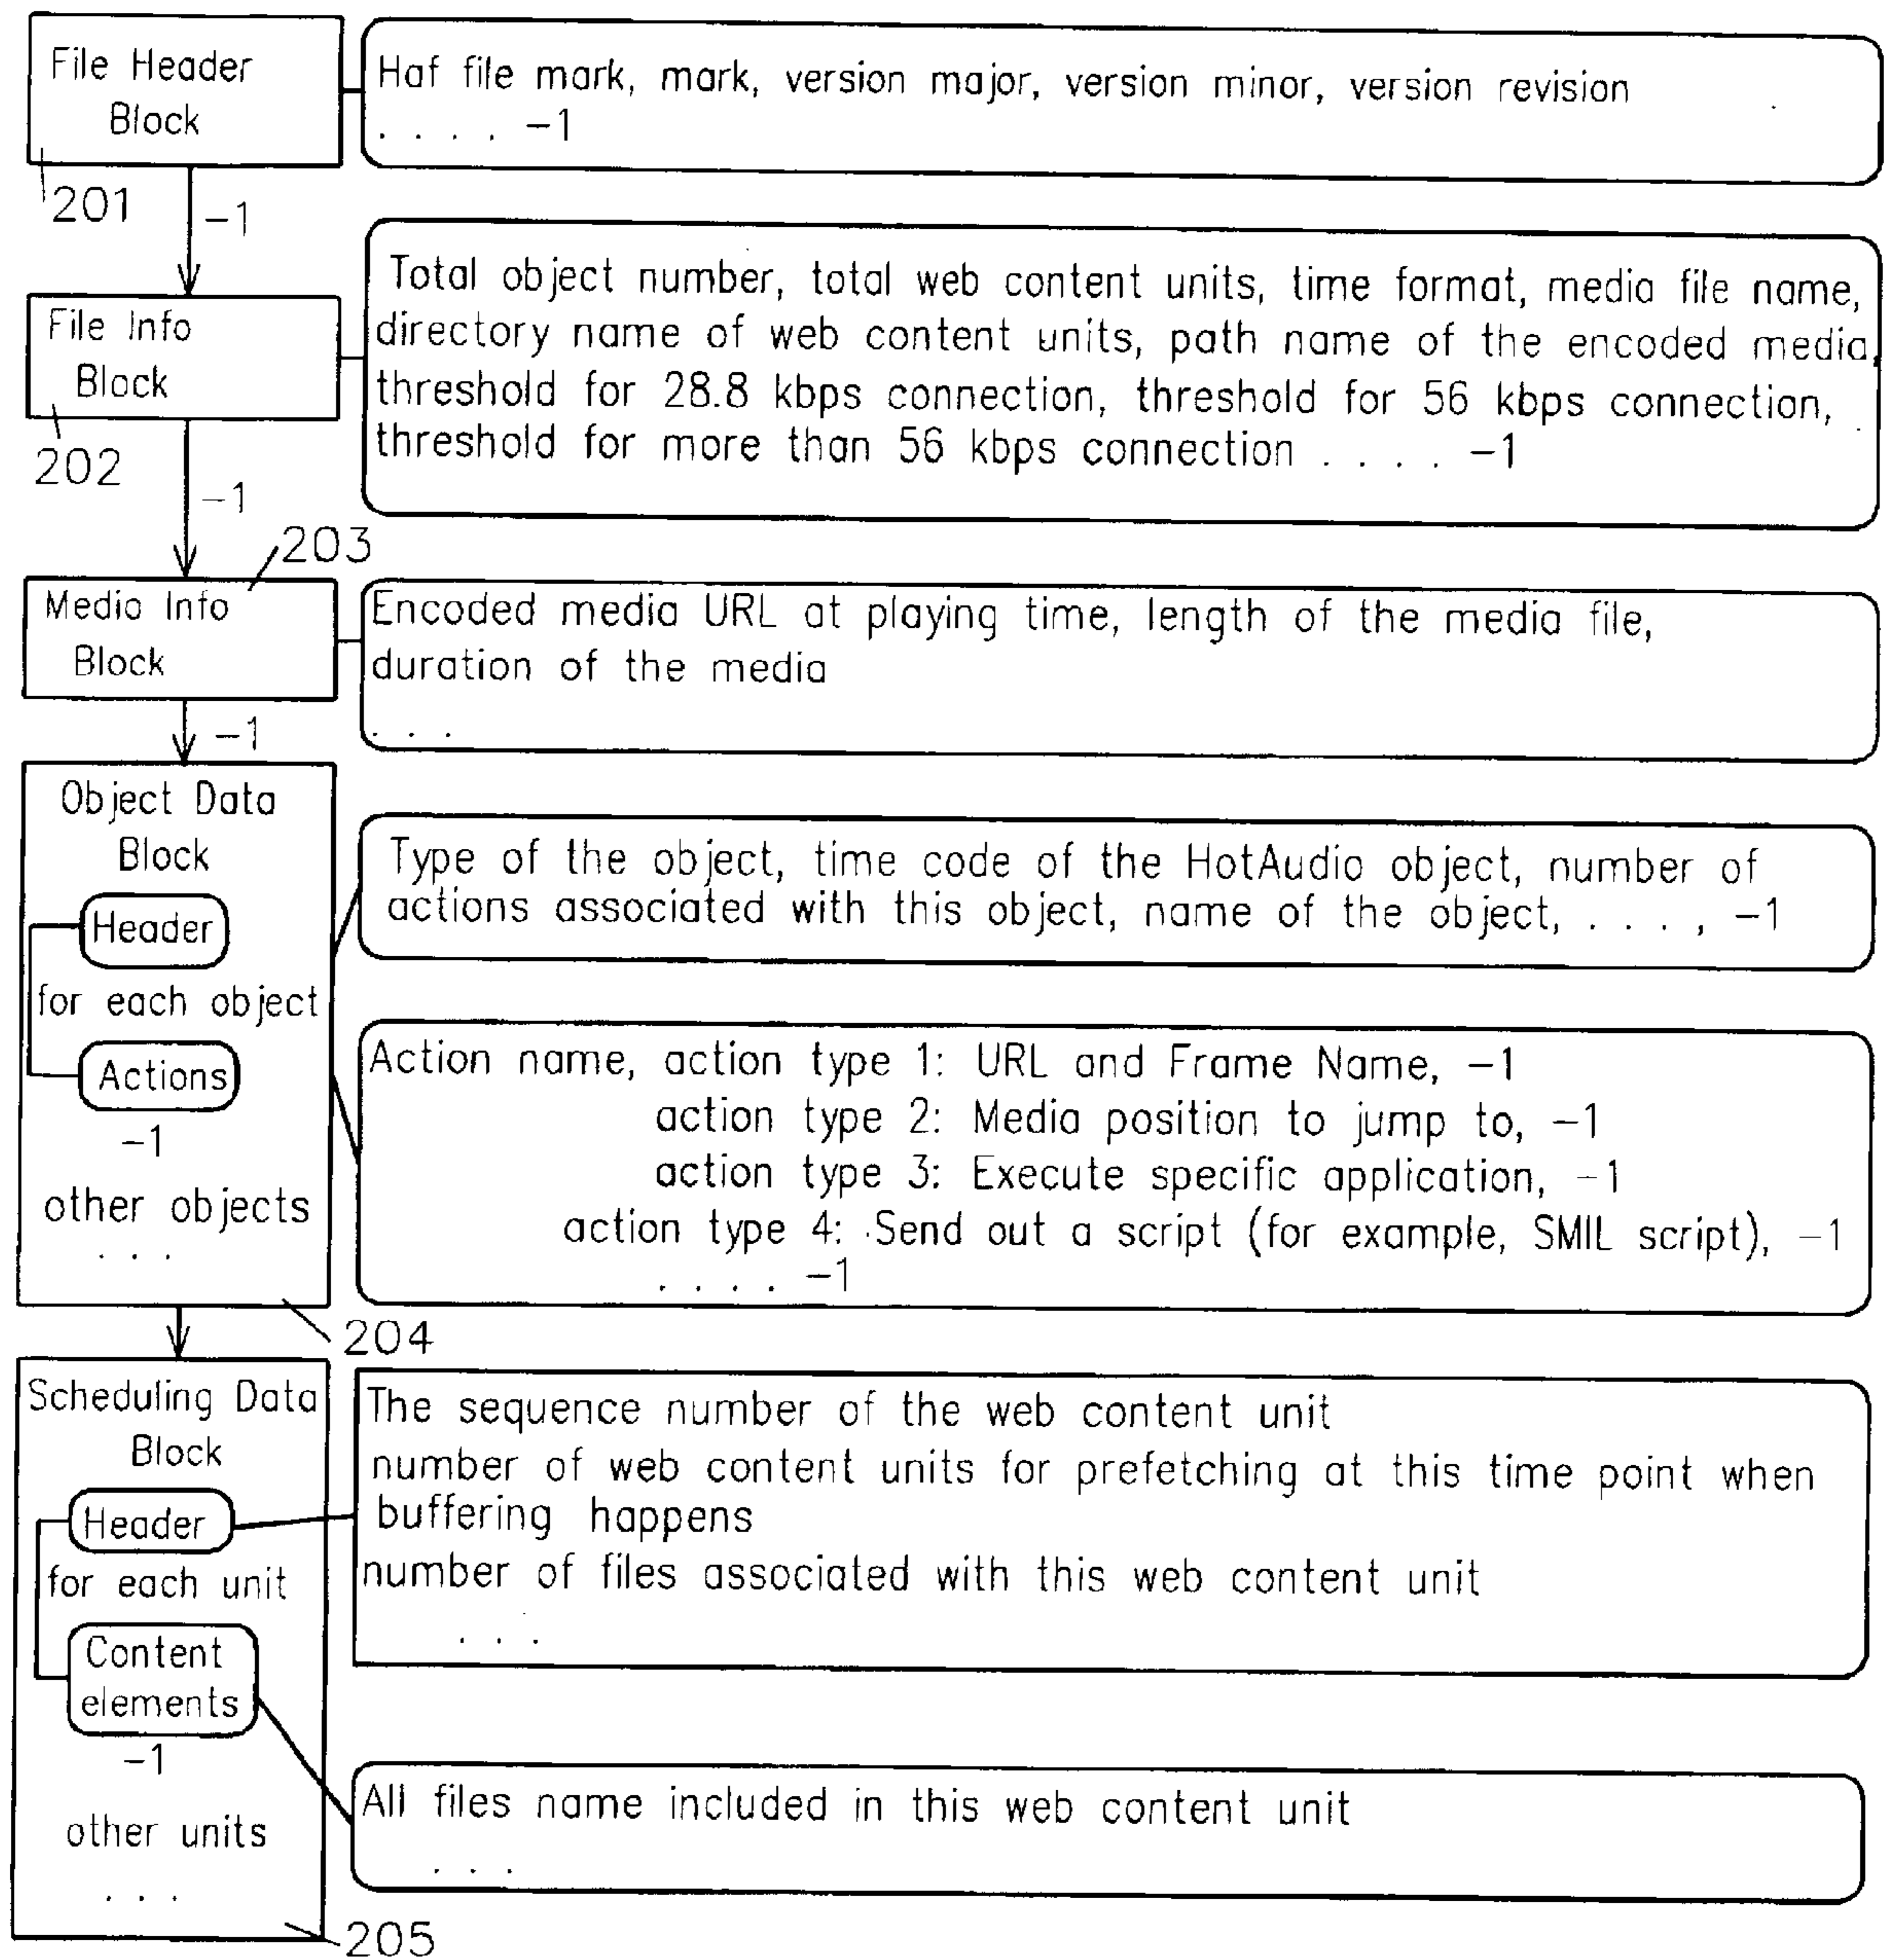 File Header
Block
201
Haf file mark, mark, version major, version minor, version revision
. . . . -1
-1
File Info
Block
202
Total object number, total web content units, time format, media file name,
directory name of web content units, path name of the encoded media,
threshold for 28.8 kbps connection, threshold for 56 kbps connection,
threshold for more than 56 kbps connection . . . . -1
-1
203
Media Info
Block
Encoded media URL at playing time, length of the media file,
duration of the media
. . .
-1
Object Data
Block
Header
for each object
Actions
-1
other objects
. . .
204
Type of the object, time code of the HotAudio object, number of
actions associated with this object, name of the object, . . . , -1
Action name, action type 1: URL and Frame Name, -1
action type 2: Media position to jump to, -1
action type 3: Execute specific application, -1
action type 4: Send out a script (for example, SMIL script), -1
. . . . -1
Scheduling Data
Block
Header
for each unit
Content
elements
-1
other units
. . .
205
The sequence number of the web content unit
number of web content units for prefetching at this time point when
buffering happens
number of files associated with this web content unit
. . .
All files name included in this web content unit
. . .